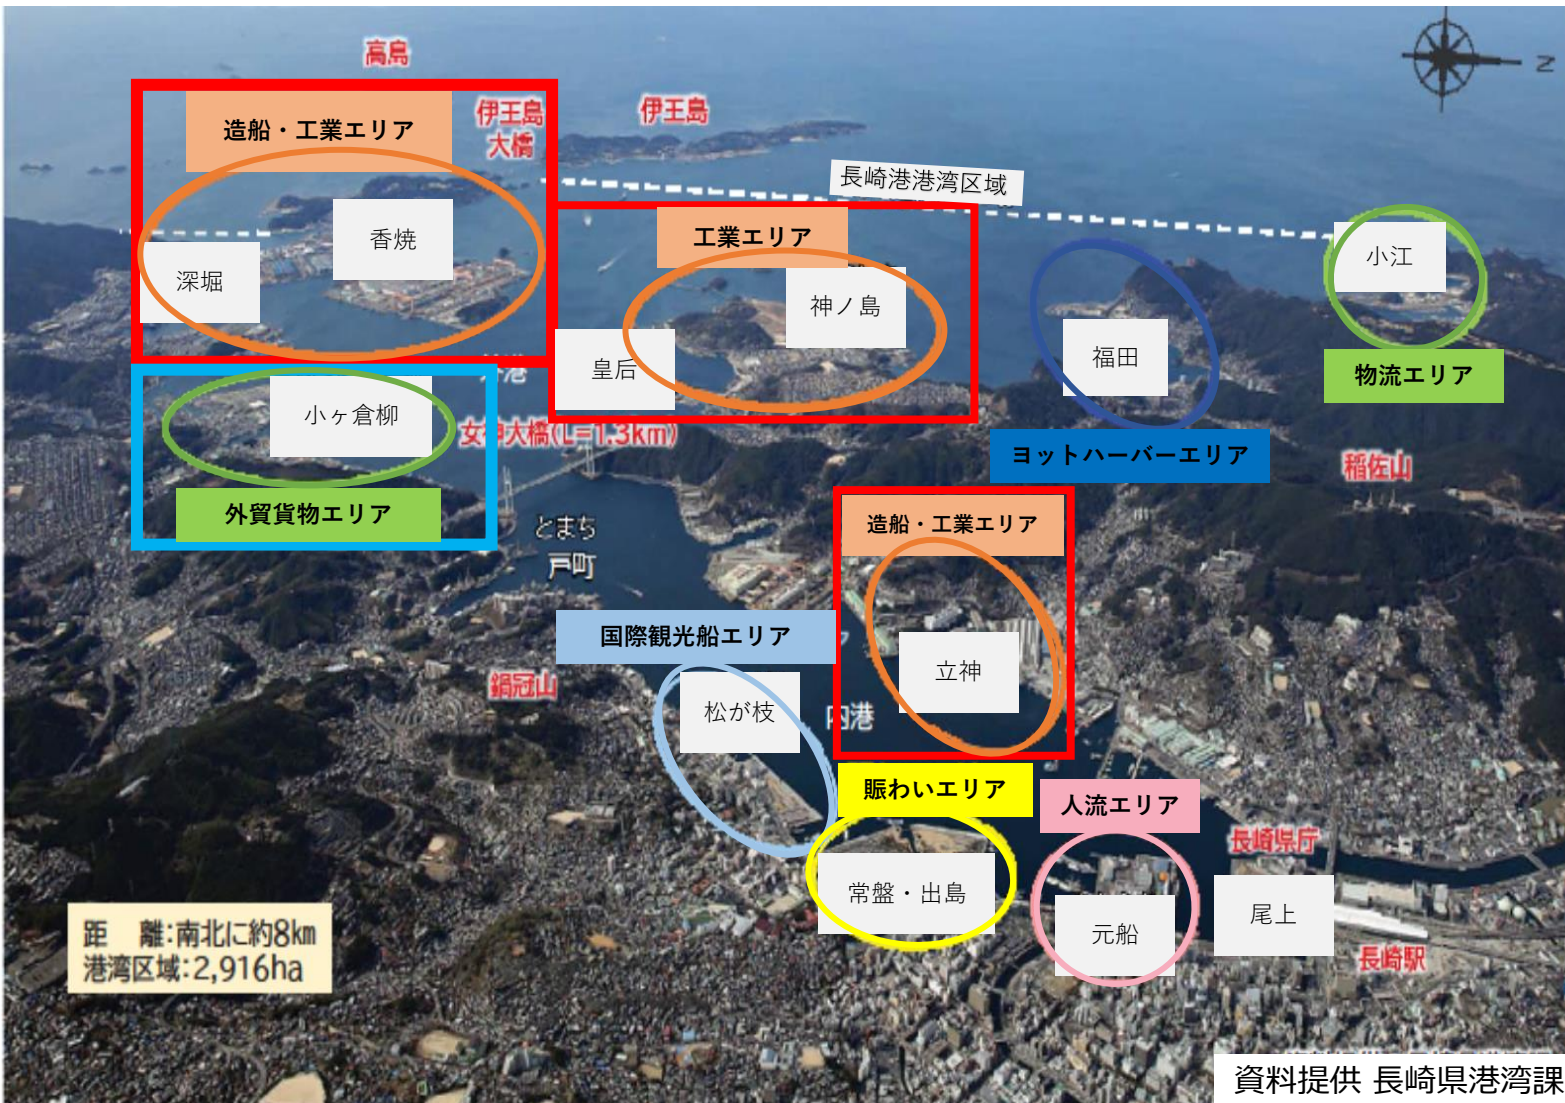 高島
N
造船・工業エリア
伊王島
大橋
伊王島
長崎港港湾区域
香焼
深堀
工業エリア
神ノ島
皇后
小江
福田
物流エリア
港
小ヶ倉柳
女神大橋(L=1.3km)
ヨットハーバーエリア
稲佐山
外貿貨物エリア
とまち
戸町
造船・工業エリア
国際観光船エリア
立神
鍋冠山
松が枝
内港
賑わいエリア
人流エリア
長崎県庁
常盤・出島
元船
尾上
長崎駅
距　離:南北に約8km
港湾区域:2,916ha
資料提供 長崎県港湾課